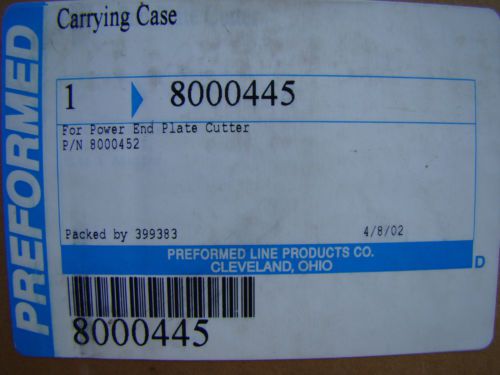 Carrying Case
PREFORMED
1 8000445
For Power End Plate Cutter
P/N 8000452
Packed by 399383 4/8/02
PREFORMED LINE PRODUCTS CO.
CLEVELAND, OHIO
D
8000445